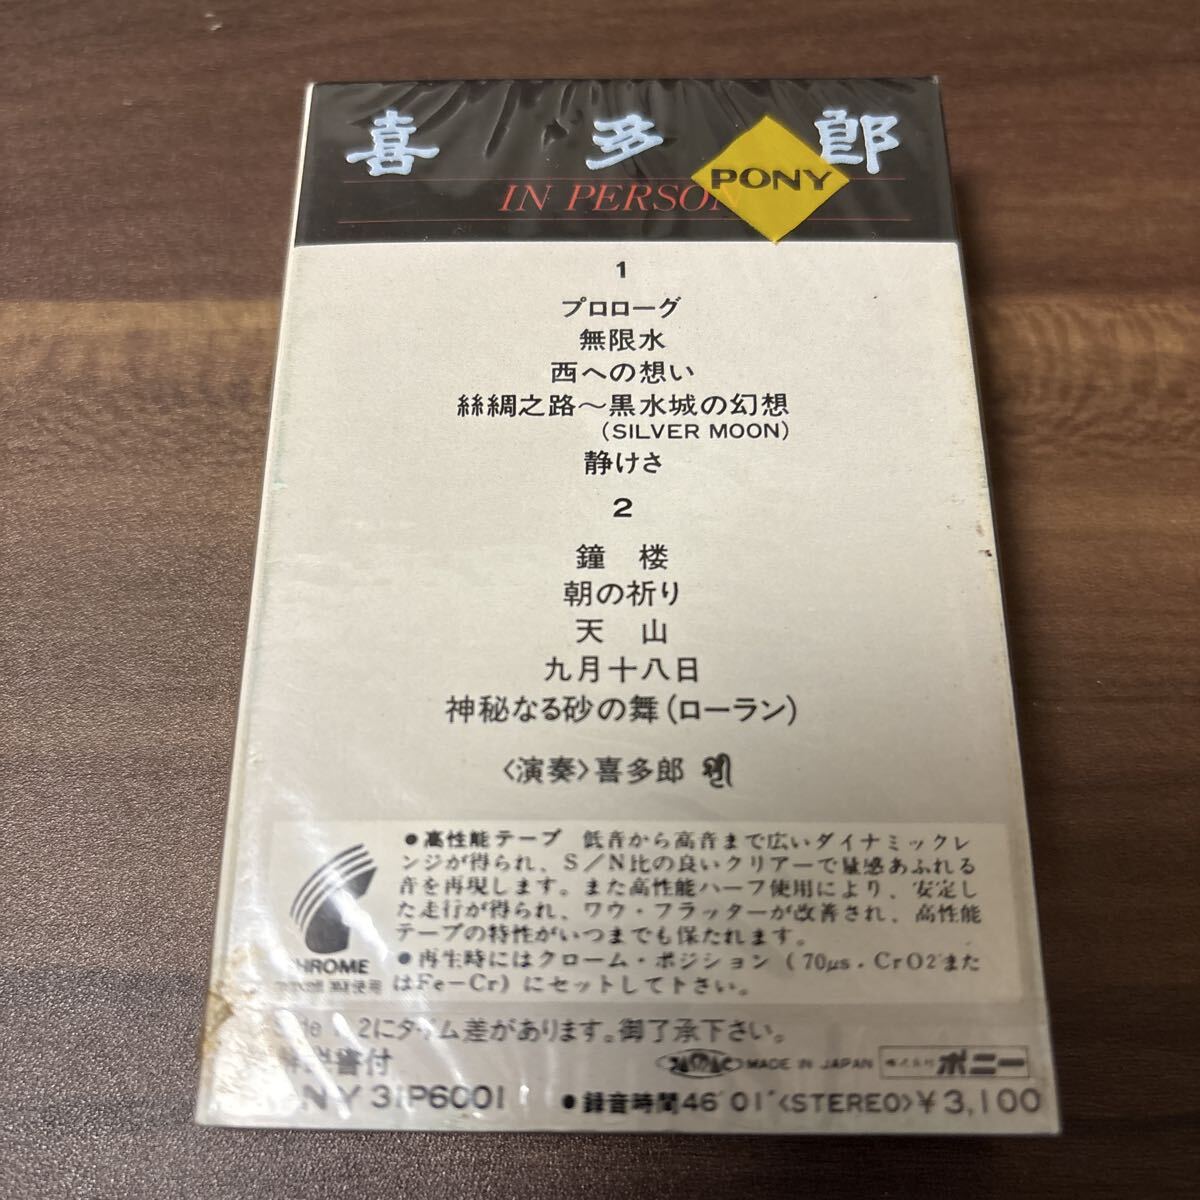 喜多郎
IN PERSON
PONY
1
プロローグ
無限水
西への想い
絲綢之路〜黒水城の幻想
(SILVER MOON)
静けさ
2
鐘 楼
朝の祈り
天 山
九月十八日
神秘なる砂の舞(ローラン)
〈演奏〉喜多郎
●高性能テープ 低音から高音まで広いダイナミックレ
ンジが得られ、S/N比の良いクリアーで量感あふれる
音を再現します。また高性能ハーフ使用により、安定し
た走行が得られ、ワウ・フラッターが改善され、高性能
テープの特性がいつまでも保たれます。
●再生時にはクローム・ポジション(70μs.CrO2また
はFe-Cr)にセットして下さい。
CHROME
使用
Side 1, 2にタイム差があります。御了承下さい。
書付
MADE IN JAPAN
株式会社 ポニー
31P6001
●録音時間46′01″〈STEREO〉¥3,100